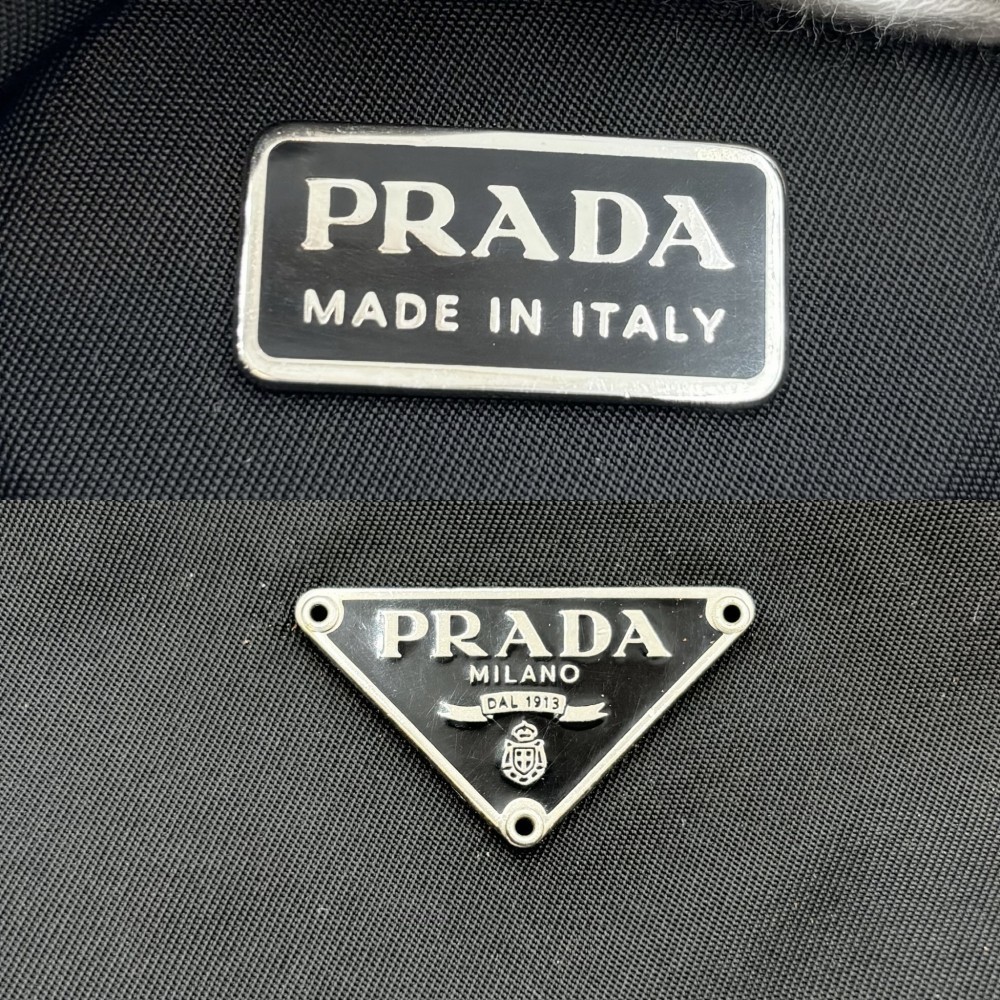 PRADA
MADE IN ITALY
PRADA
MILANO
DAL 1913